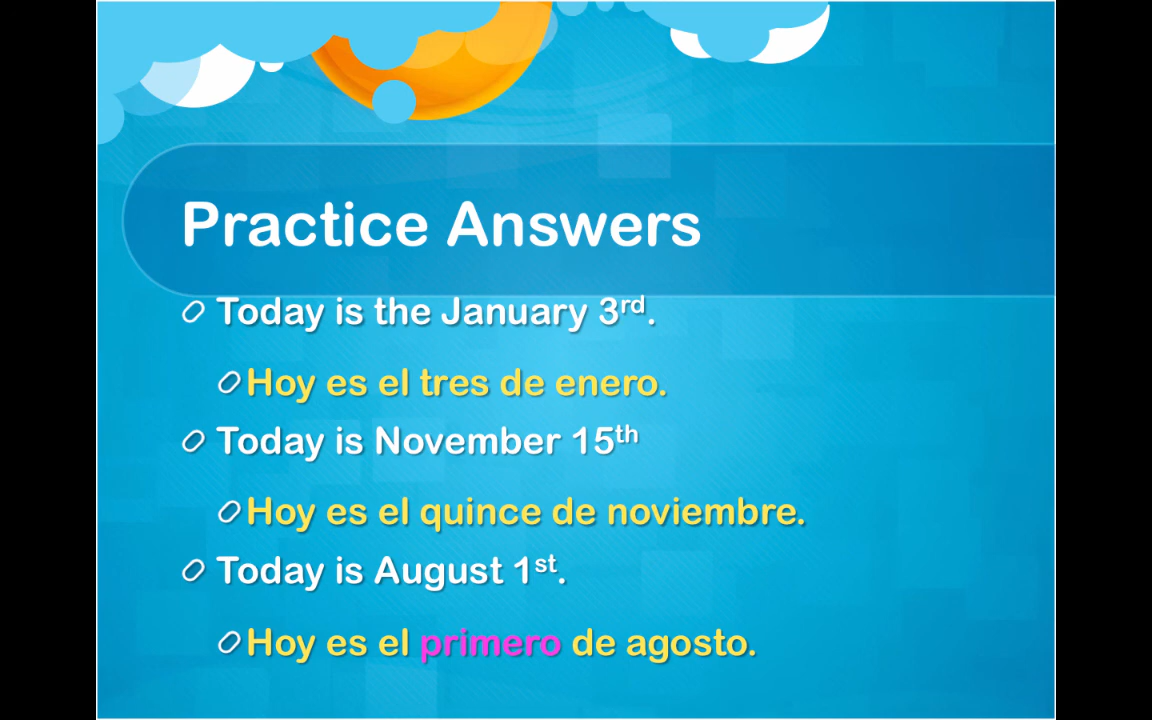 Practice Answers
Today is the January 3rd.
Hoy es el tres de enero.
Today is November 15th
Hoy es el quince de noviembre.
Today is August 1st.
Hoy es el primero de agosto.